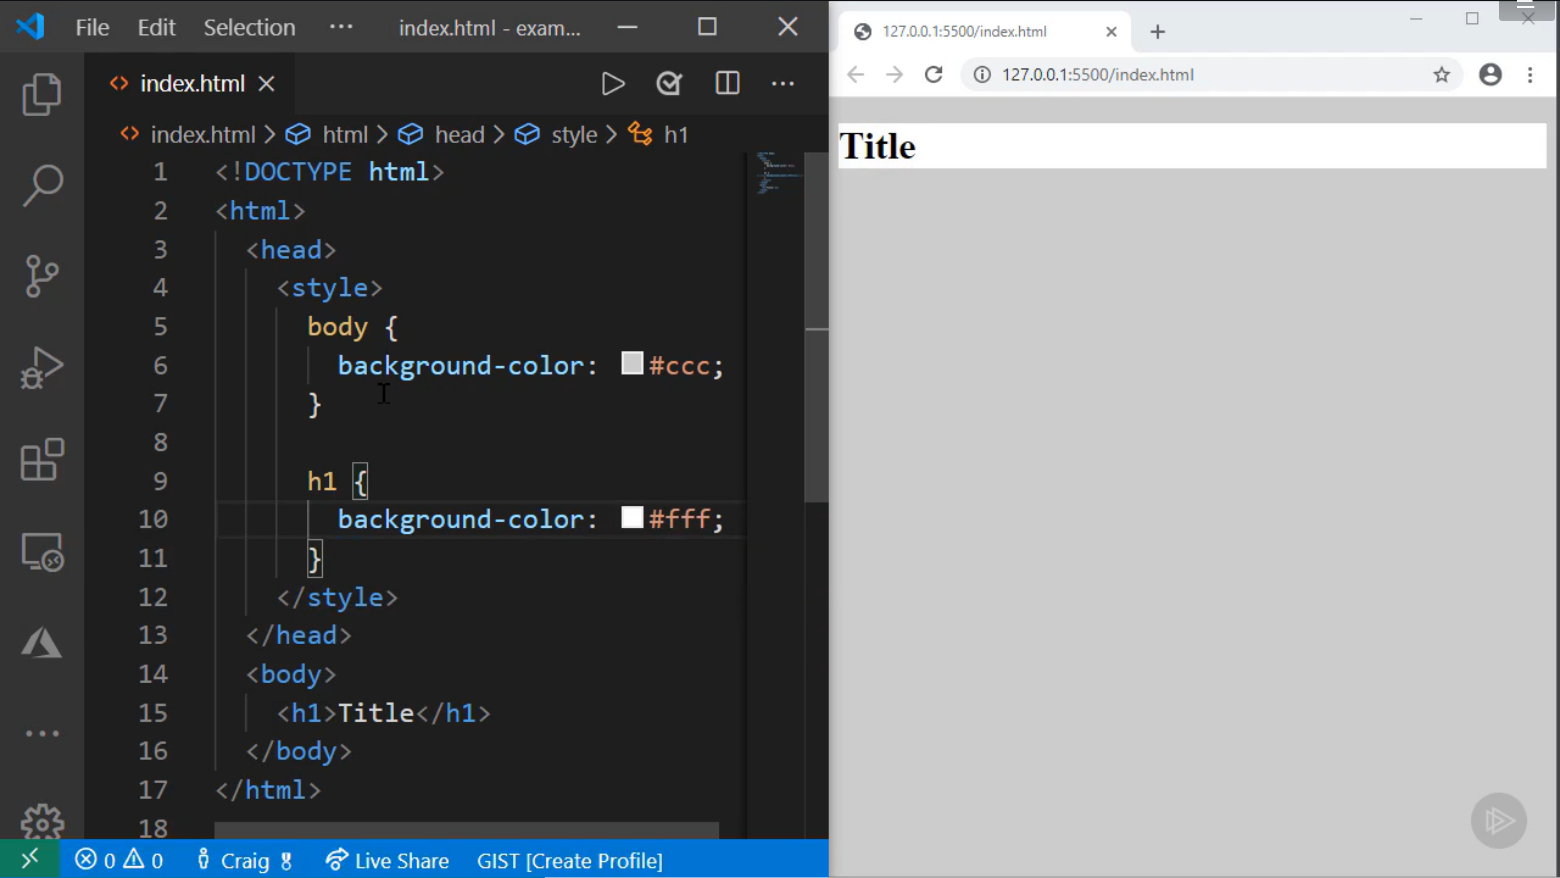 File Edit Selection ··· index.html - exam...
index.html
index.html > html > head > style > h1
1 <!DOCTYPE html>
2 <html>
3 <head>
4 <style>
5 body {
6 background-color: #ccc;
7 }
8
9 h1 {
10 background-color: #fff;
11 }
12 </style>
13 </head>
14 <body>
15 <h1>Title</h1>
16 </body>
17 </html>
18
0 0 Craig Live Share GIST [Create Profile]
127.0.0.1:5500/index.html
127.0.0.1:5500/index.html
Title